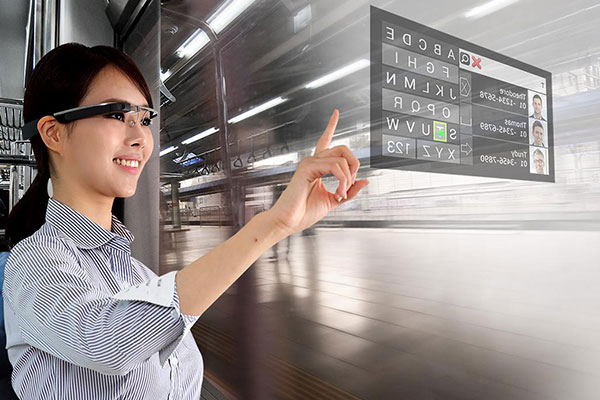 A B C D E
F G H I
J K L M N
O P Q R
S T U V W
X Y Z 123
Theodore
01 -1234-5678
Thomas
01 -2345-6789
Trudy
01 -3456-7890